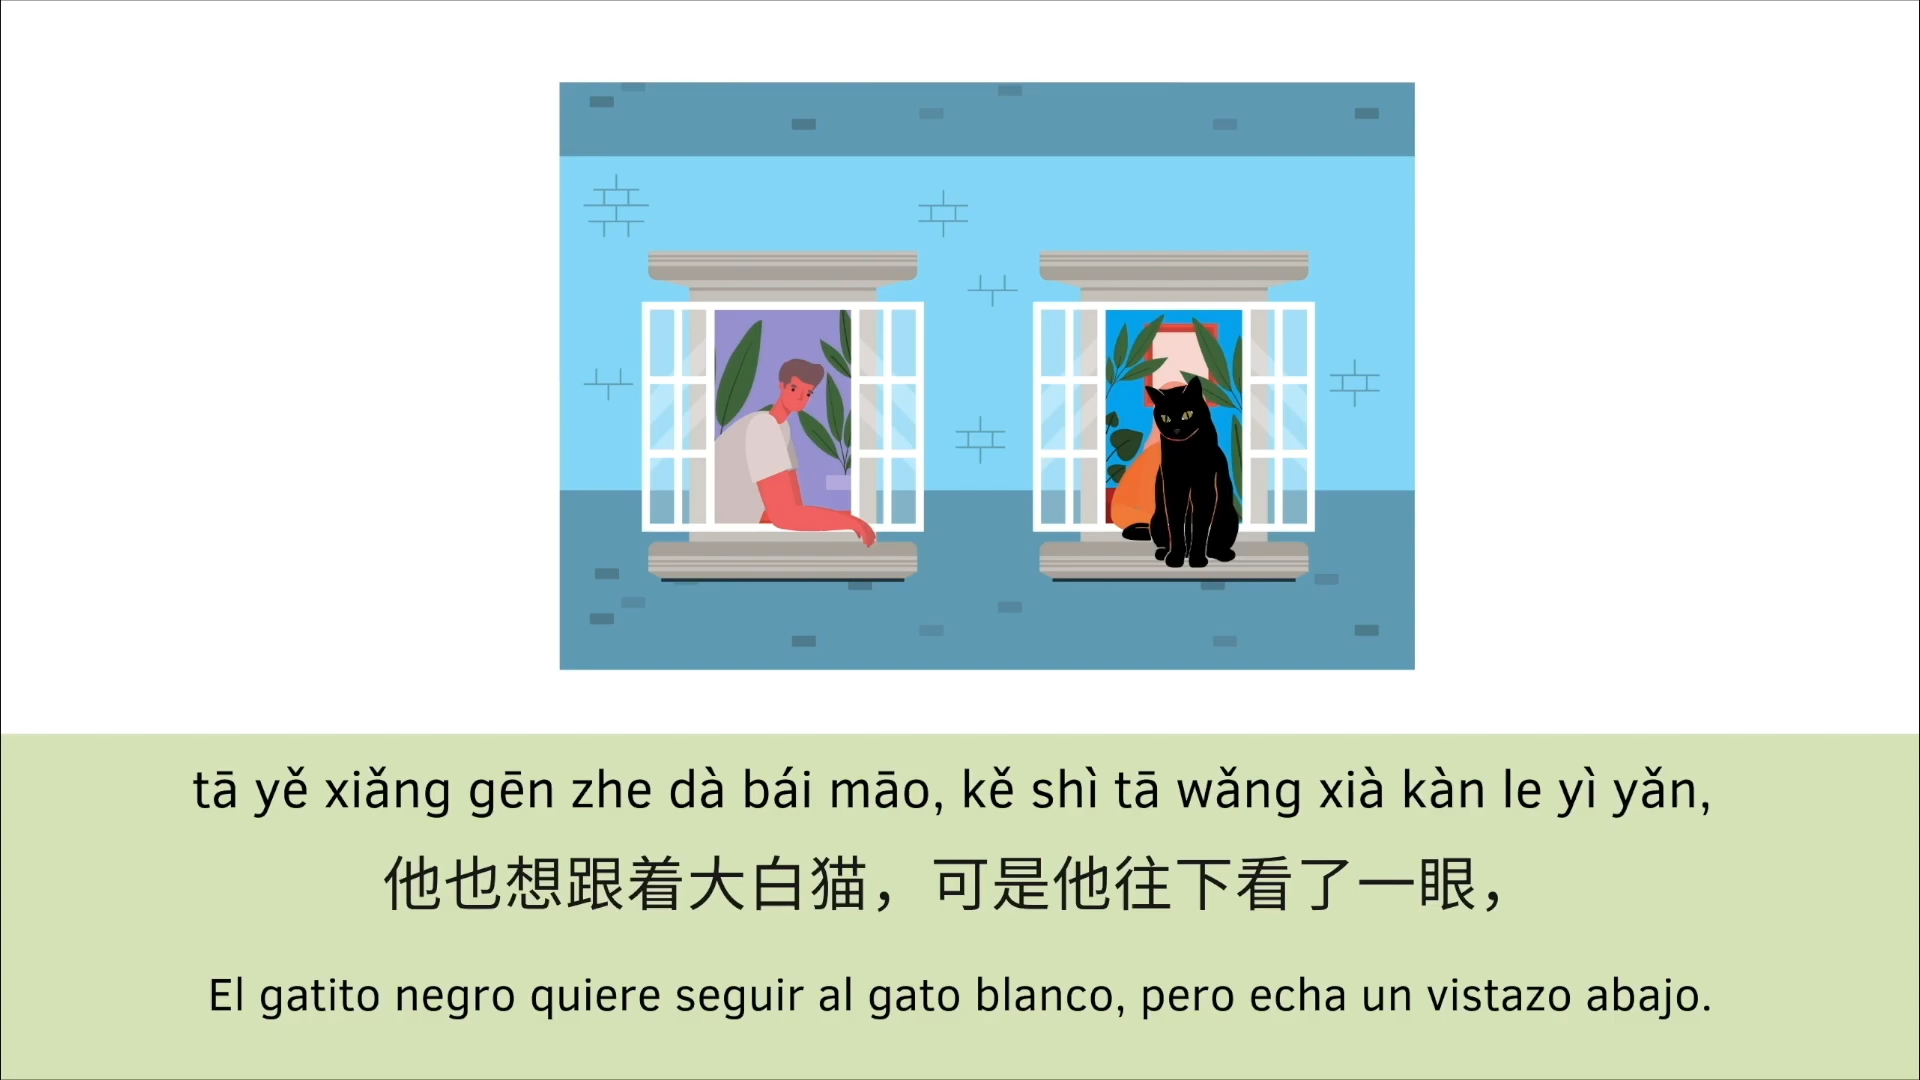 tā yě xiǎng gēn zhe dà bái māo, kě shì tā wǎng xià kàn le yì yǎn,
他也想跟着大白猫，可是他往下看了一眼，
El gatito negro quiere seguir al gato blanco, pero echa un vistazo abajo.